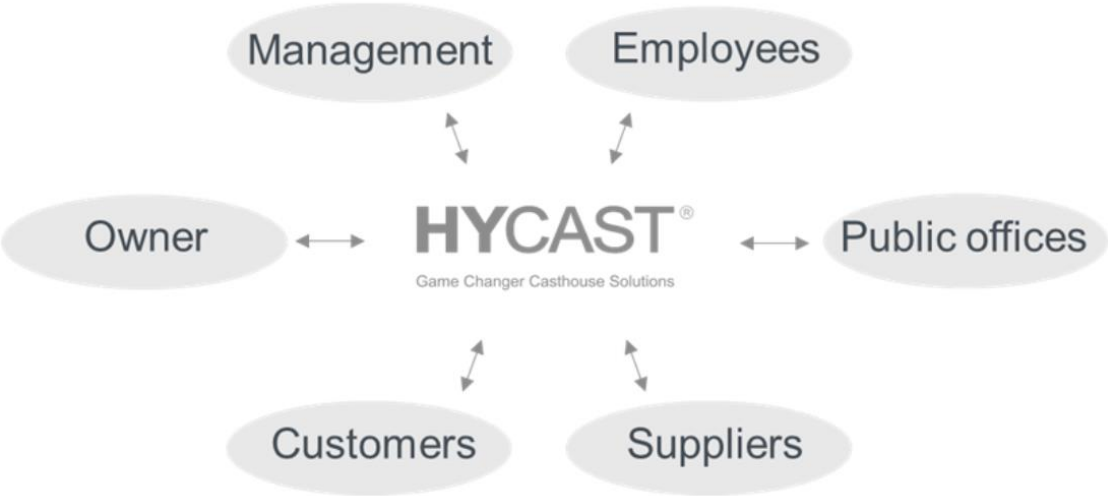 Management
Employees
Owner
HYCAST®
Public offices
Game Changer Casthouse Solutions
Customers
Suppliers